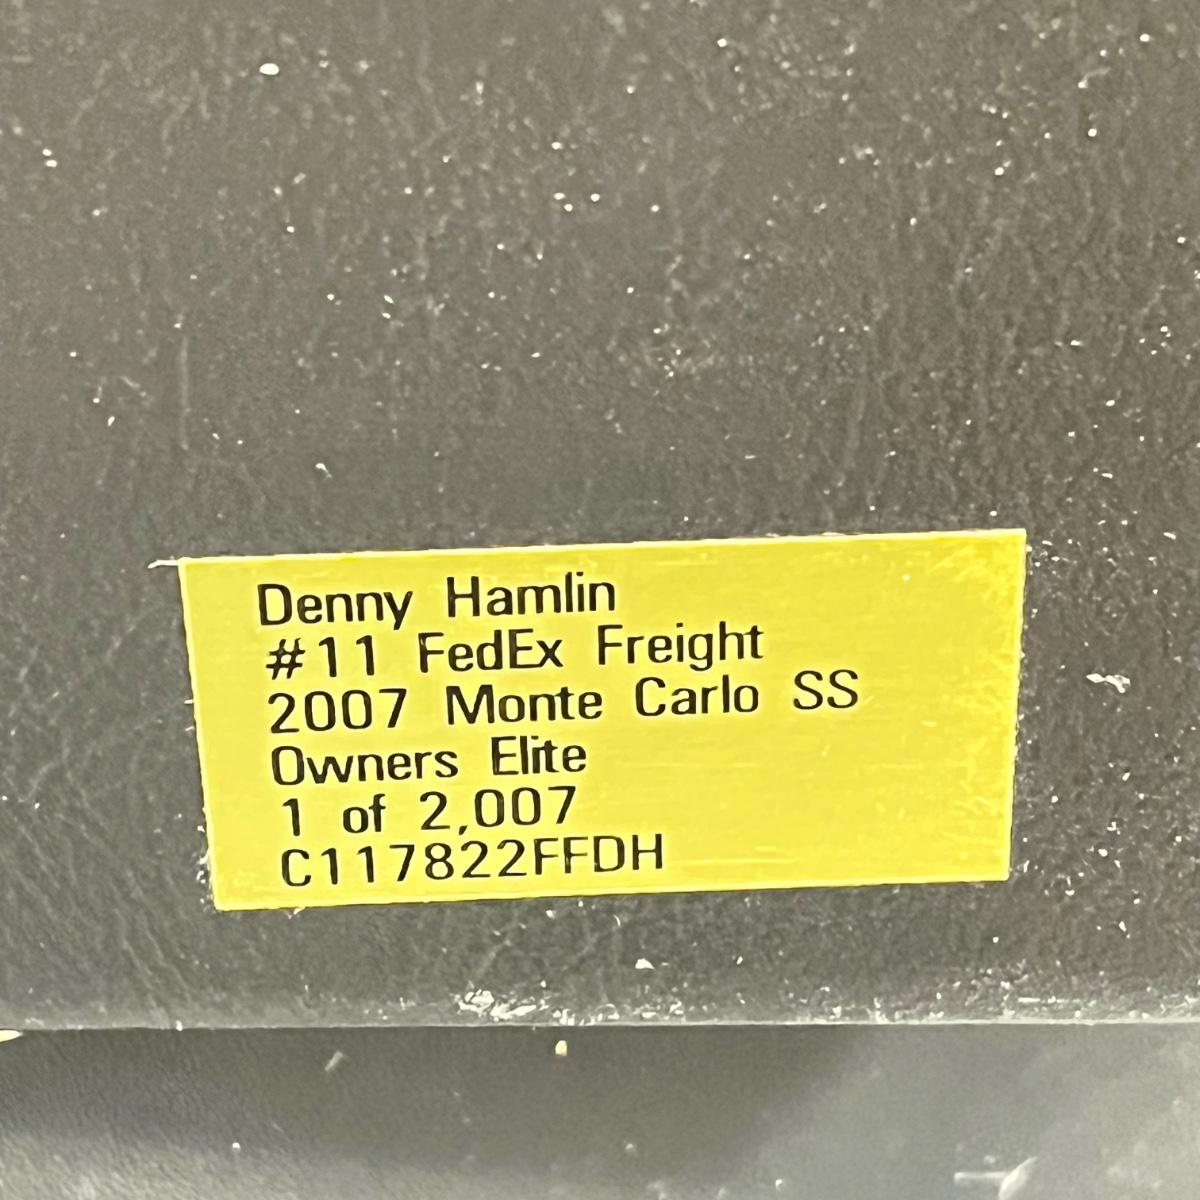 Denny Hamlin
#11 FedEx Freight
2007 Monte Carlo SS
Owners Elite
1 of 2,007
C117822FFDH